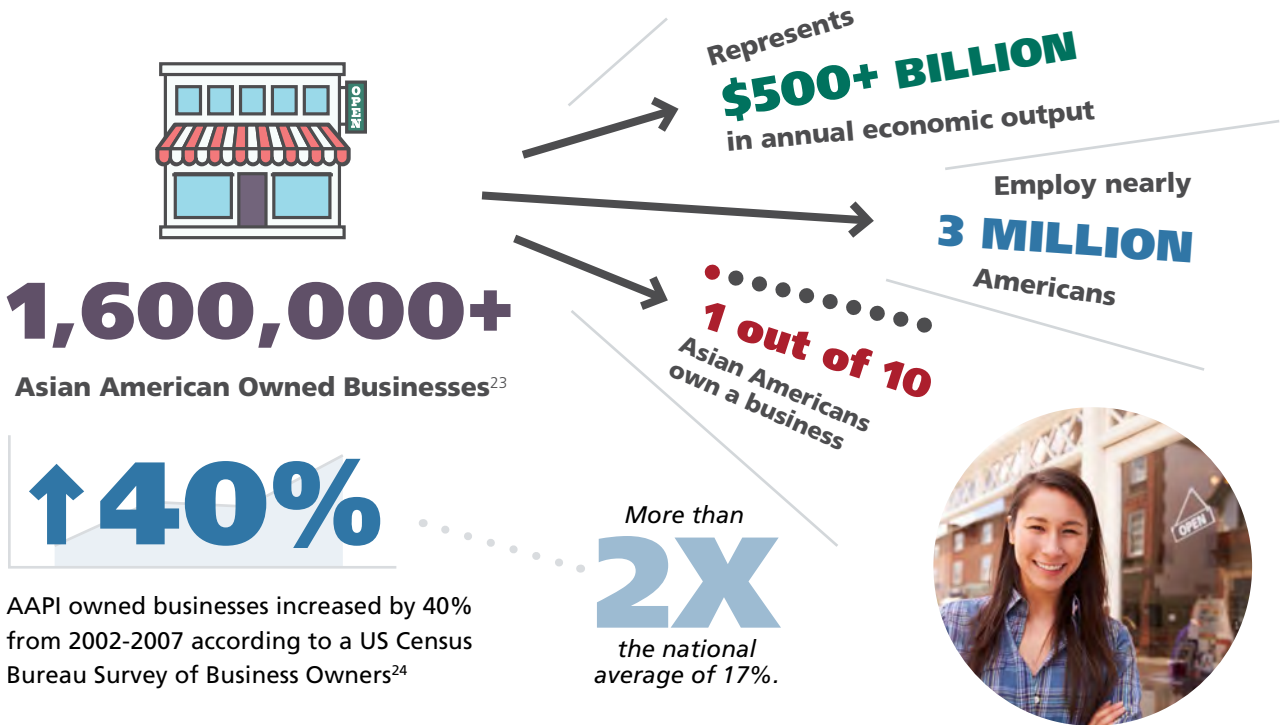 OPEN
1,600,000+
Asian American Owned Businesses²³
Represents
$500+ BILLION
in annual economic output
Employ nearly
3 MILLION
Americans
1 out of 10
Asian Americans
own a business
↑40%
AAPI owned businesses increased by 40%
from 2002-2007 according to a US Census
Bureau Survey of Business Owners²⁴
More than
2X
the national
average of 17%.
OPEN